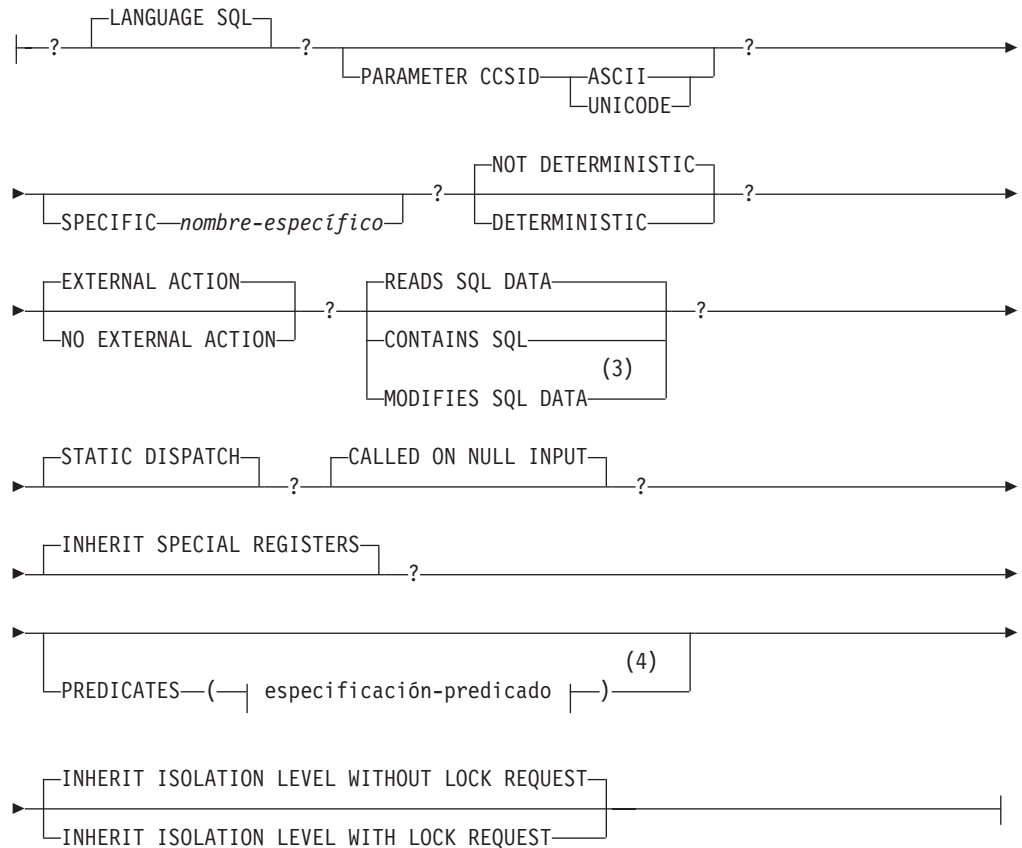 LANGUAGE SQL
? ? ?
PARAMETER CCSID ASCII
UNICODE
NOT DETERMINISTIC
? ?
SPECIFIC nombre-específico DETERMINISTIC
EXTERNAL ACTION READS SQL DATA
? ?
NO EXTERNAL ACTION CONTAINS SQL
(3)
MODIFIES SQL DATA
STATIC DISPATCH CALLED ON NULL INPUT
? ?
INHERIT SPECIAL REGISTERS
?
(4)
PREDICATES ( especificación-predicado )
INHERIT ISOLATION LEVEL WITHOUT LOCK REQUEST
INHERIT ISOLATION LEVEL WITH LOCK REQUEST